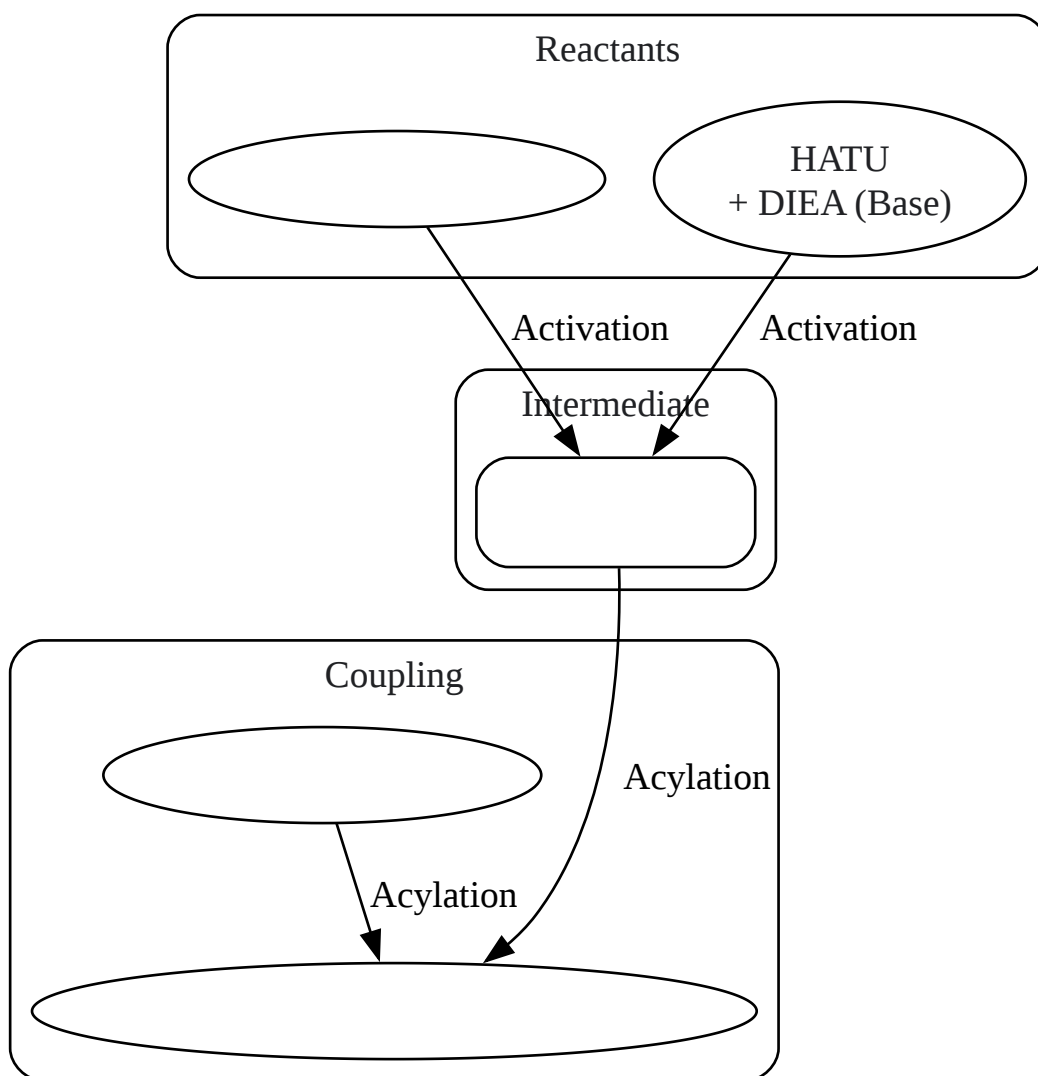 Reactants
HATU
+ DIEA (Base)
Activation
Activation
Intermediate
Coupling
Acylation
Acylation